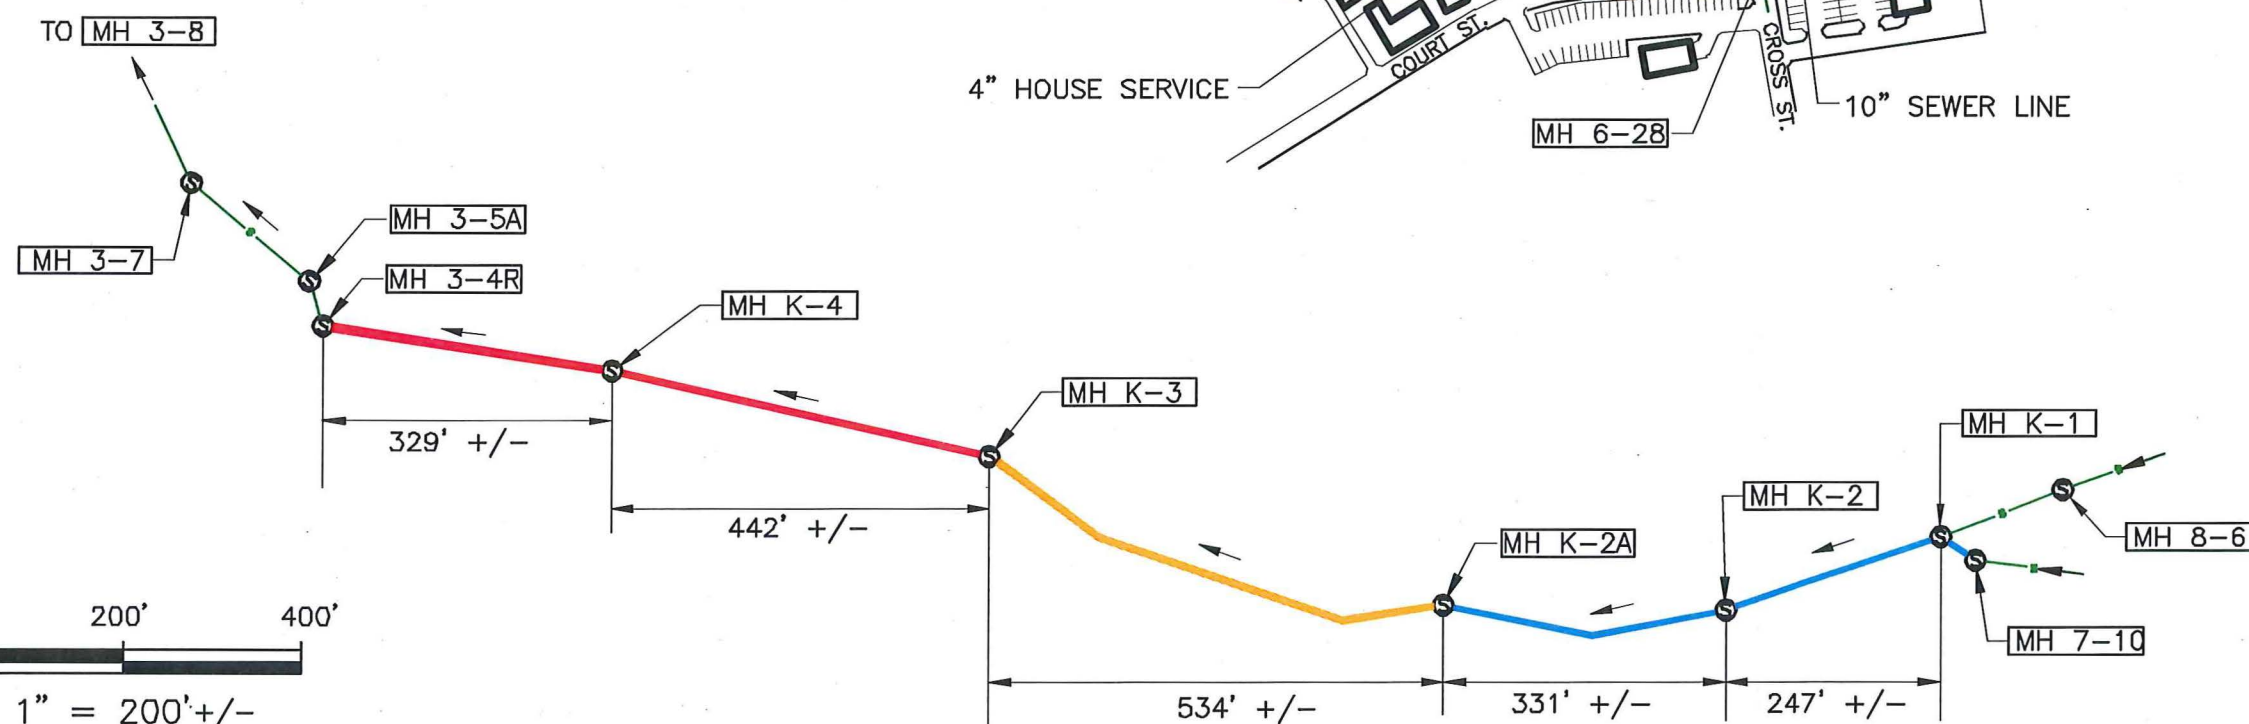 TO MH 3-8
COURT ST.
CROSS ST.
4” HOUSE SERVICE
10” SEWER LINE
MH 6-28
MH 3-7
MH 3-5A
MH 3-4R
MH K-4
MH K-3
329' +/-
442' +/-
MH K-1
MH K-2
MH K-2A
MH 8-6
MH 7-10
200' 400'
534' +/- 331' +/- 247' +/-
1” = 200'+/-
S
S
S
S
S
S
S
S
S
S